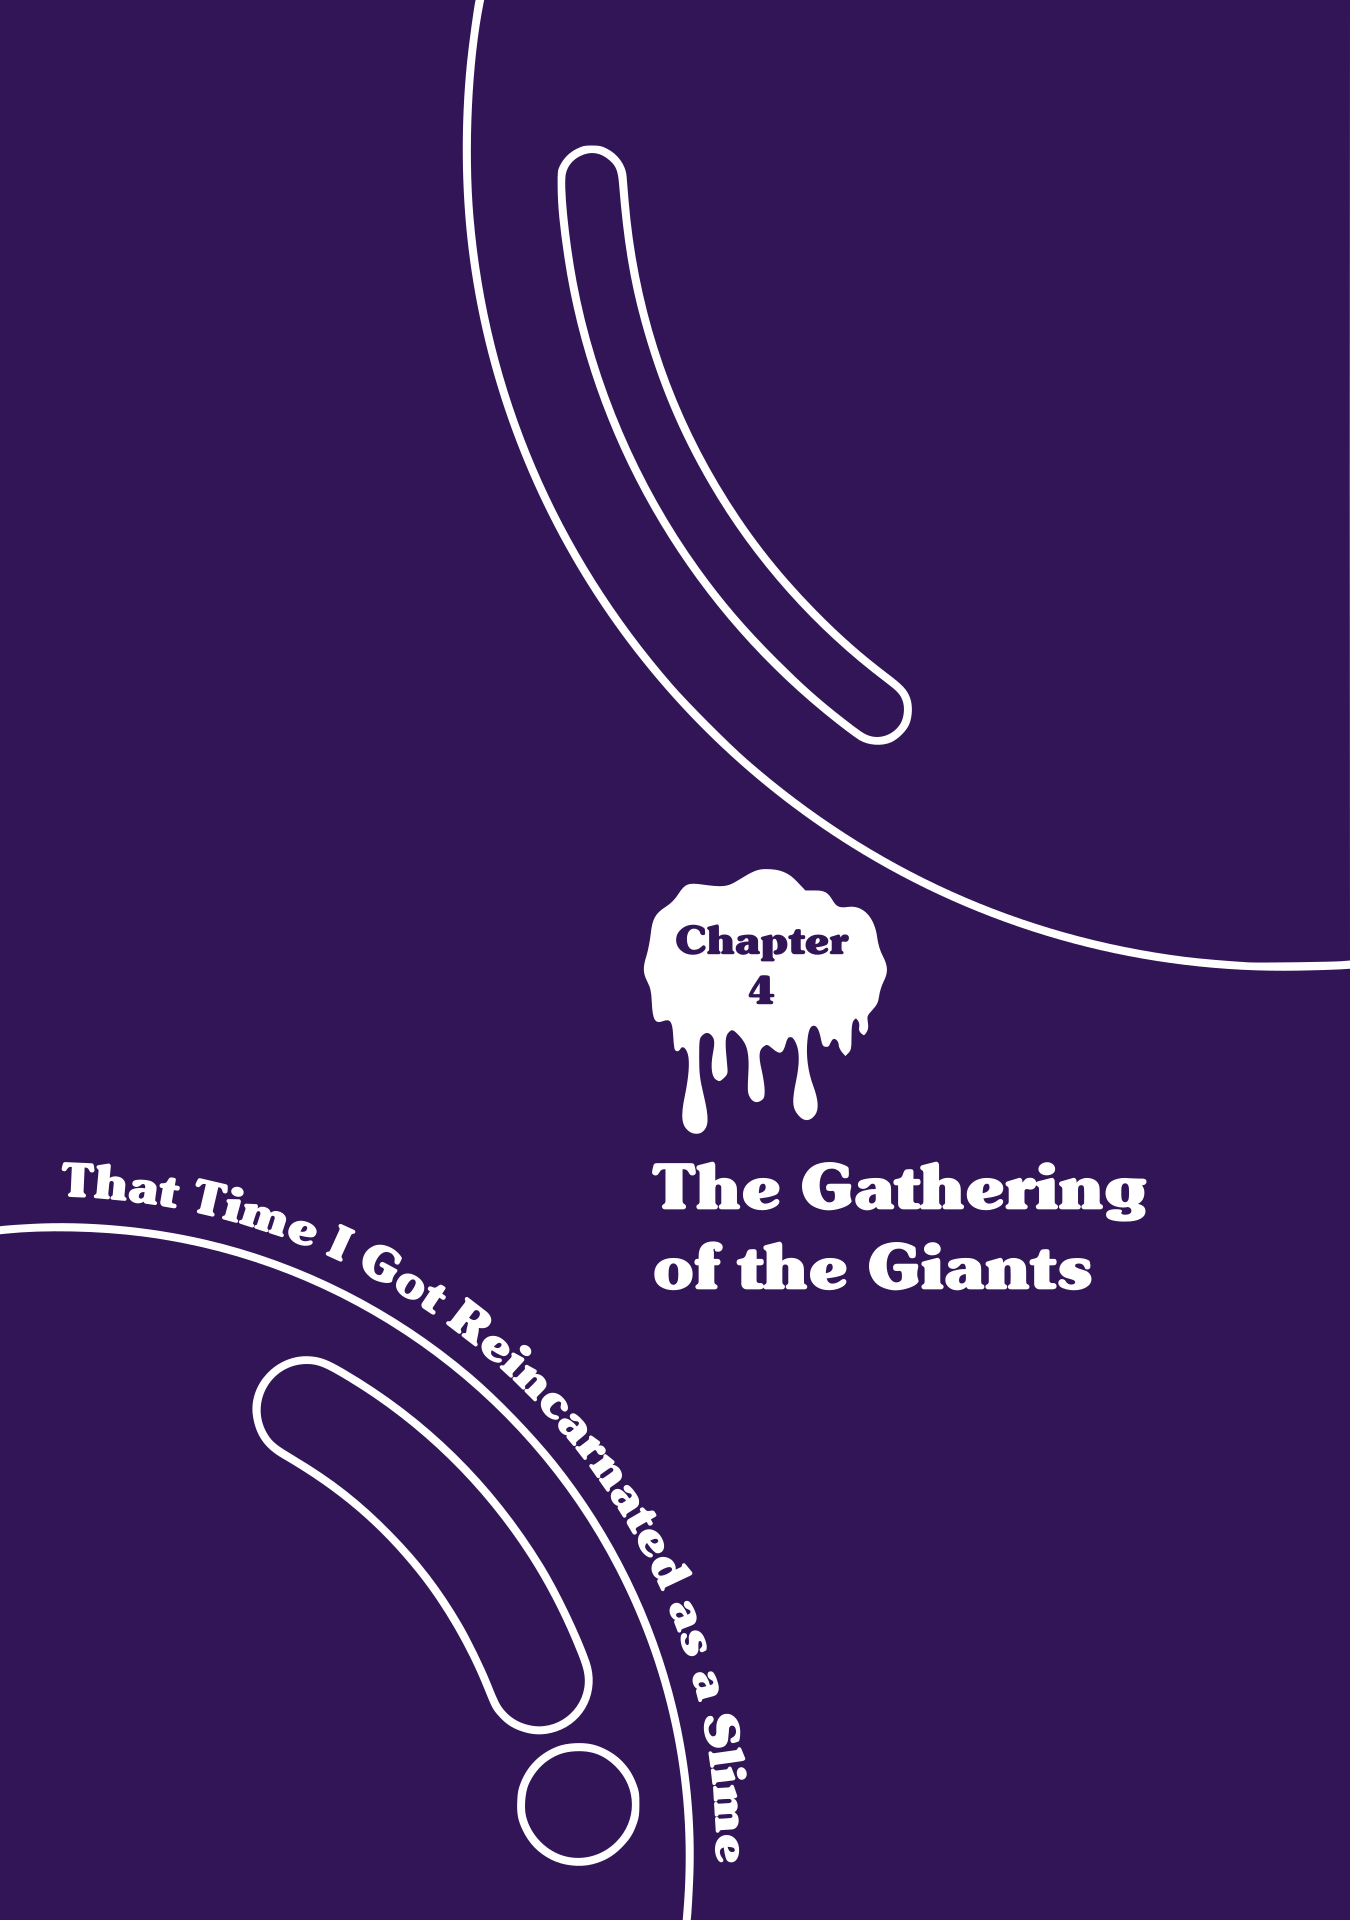 Chapter
4
The Gathering
of the Giants
That Time I Got Reincarnated as a Slime